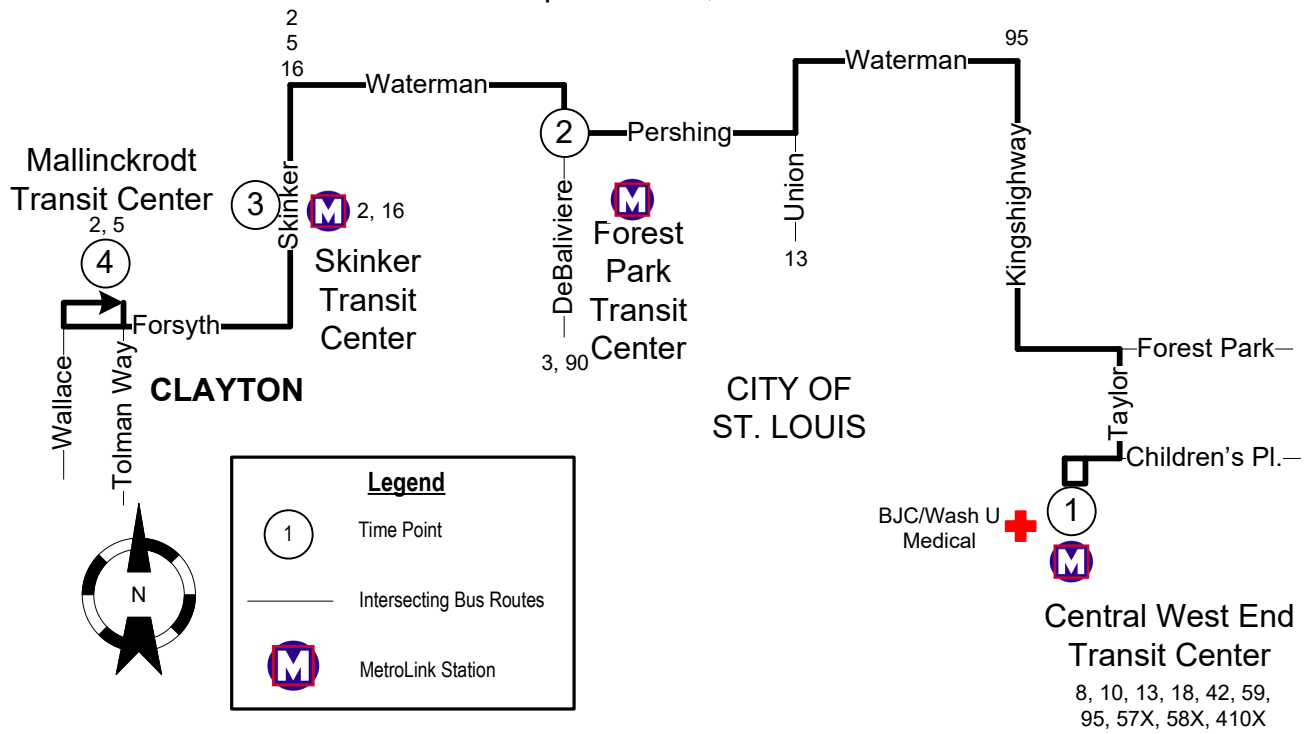 2
5
16
95
Waterman
Waterman
2
Pershing
Mallinckrodt
Transit Center
2, 5
4
3
Skinker
M
2, 16
Skinker
Transit
Center
DeBaliviere
3, 90
M
Forest
Park
Transit
Center
Union
13
Kingshighway
Forsyth
Wallace
Tolman Way
CLAYTON
CITY OF
ST. LOUIS
Forest Park
Taylor
Children's Pl.
1
BJC/Wash U
Medical
M
Central West End
Transit Center
8, 10, 13, 18, 42, 59,
95, 57X, 58X, 410X
N
Legend
1
Time Point
Intersecting Bus Routes
M
MetroLink Station